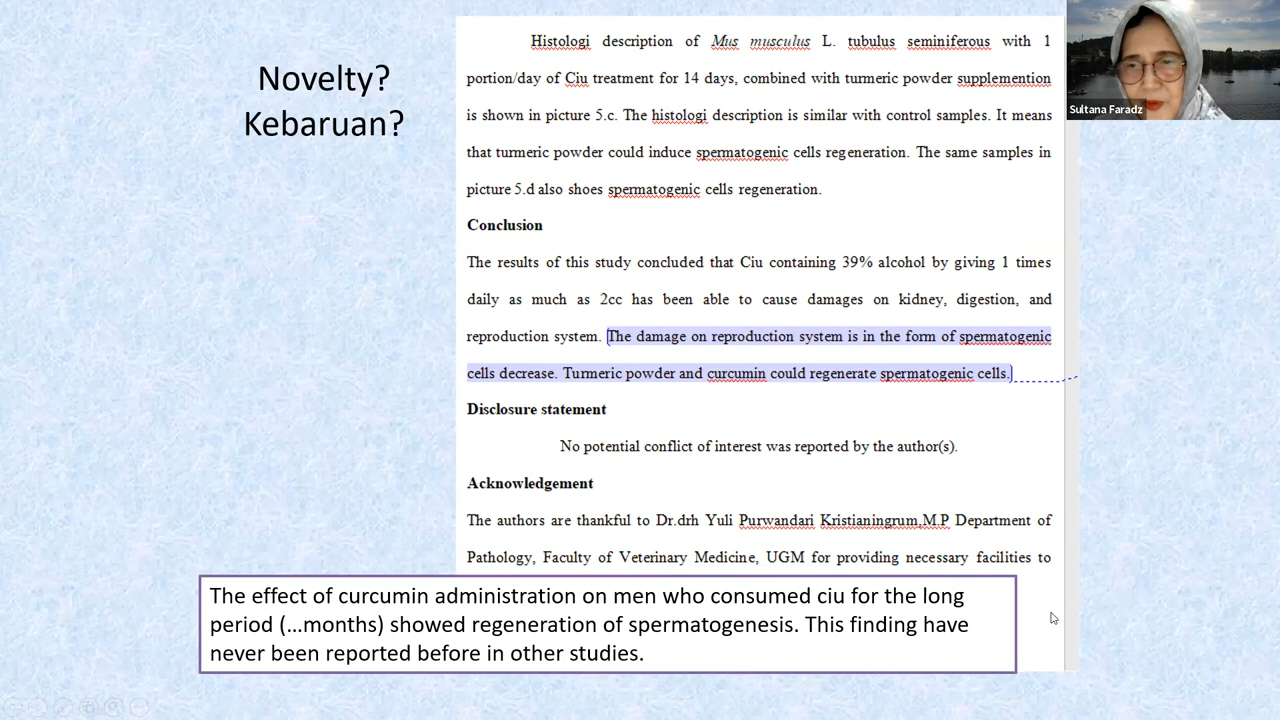 Novelty?
Kebaruan?
Histologi description of Mus musculus L. tubulus seminiferous with 1
portion/day of Ciu treatment for 14 days, combined with turmeric powder supplemention
is shown in picture 5.c. The histologi description is similar with control samples. It means
that turmeric powder could induce spermatogenic cells regeneration. The same samples in
picture 5.d also shoes spermatogenic cells regeneration.
Conclusion
The results of this study concluded that Ciu containing 39% alcohol by giving 1 times
daily as much as 2cc has been able to cause damages on kidney, digestion, and
reproduction system. The damage on reproduction system is in the form of spermatogenic
cells decrease. Turmeric powder and curcumin could regenerate spermatogenic cells.
Disclosure statement
No potential conflict of interest was reported by the author(s).
Acknowledgement
The authors are thankful to Dr.drh Yuli Purwandari Kristianingrum,M.P Department of
Pathology, Faculty of Veterinary Medicine, UGM for providing necessary facilities to
The effect of curcumin administration on men who consumed ciu for the long
period (…months) showed regeneration of spermatogenesis. This finding have
never been reported before in other studies.
Sultana Faradz